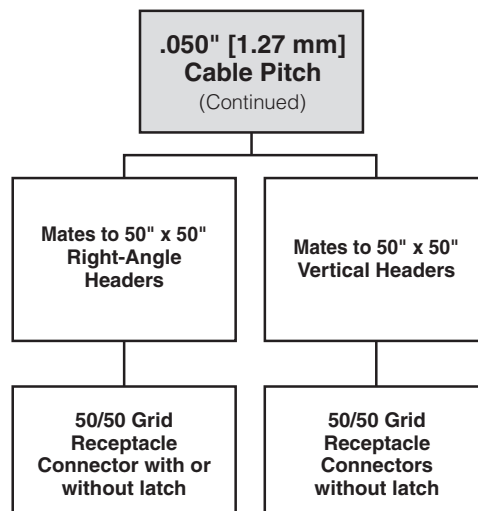 .050" [1.27 mm]
Cable Pitch
(Continued)
Mates to 50" x 50"
Right-Angle
Headers
Mates to 50" x 50"
Vertical Headers
50/50 Grid
Receptacle
Connector with or
without latch
50/50 Grid
Receptacle
Connectors
without latch